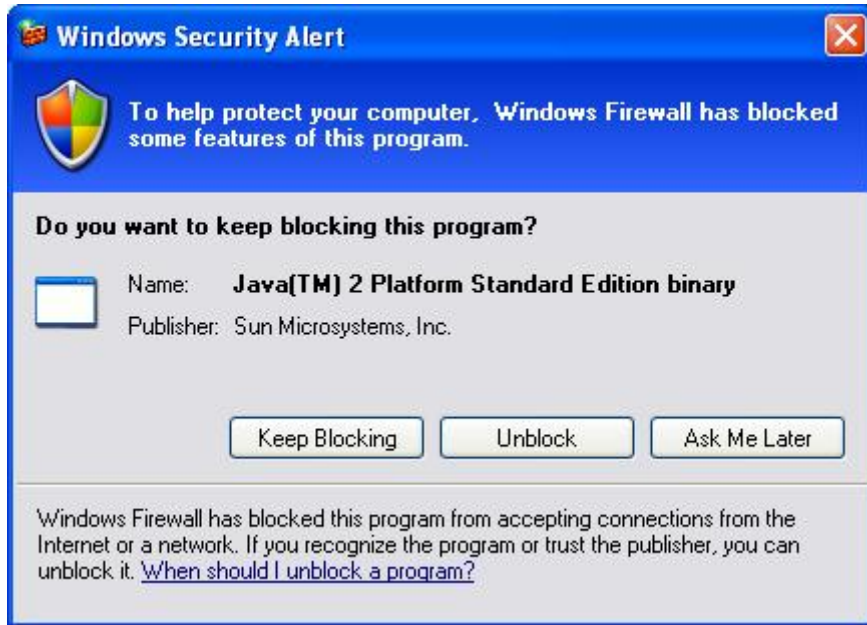 Windows Security Alert
To help protect your computer, Windows Firewall has blocked
some features of this program.
Do you want to keep blocking this program?
Name: Java(TM) 2 Platform Standard Edition binary
Publisher: Sun Microsystems, Inc.
Keep Blocking Unblock Ask Me Later
Windows Firewall has blocked this program from accepting connections from the
Internet or a network. If you recognize the program or trust the publisher, you can
unblock it. When should I unblock a program?